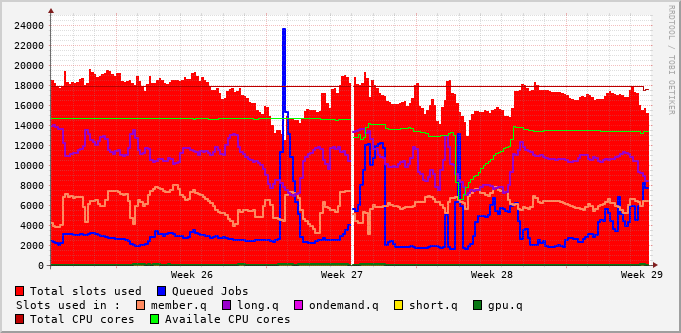 RRDTOOL / TOBI OETIKER
24000
22000
20000
18000
16000
14000
12000
10000
8000
6000
4000
2000
0
Week 26 Week 27 Week 28 Week 29
Total slots used Queued Jobs
Slots used in : member.q long.q ondemand.q short.q gpu.q
Total CPU cores Availale CPU cores